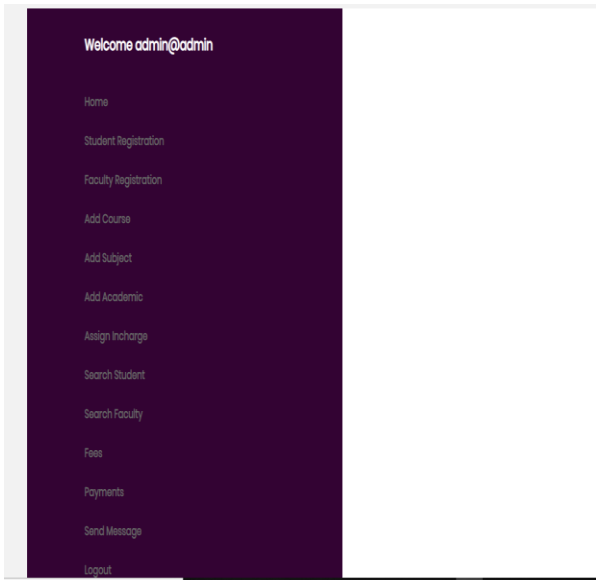 Welcome admin@admin
Home
Student Registration
Faculty Registration
Add Course
Add Subject
Add Academic
Assign Incharge
Search Student
Search Faculty
Fees
Payments
Send Message
Logout